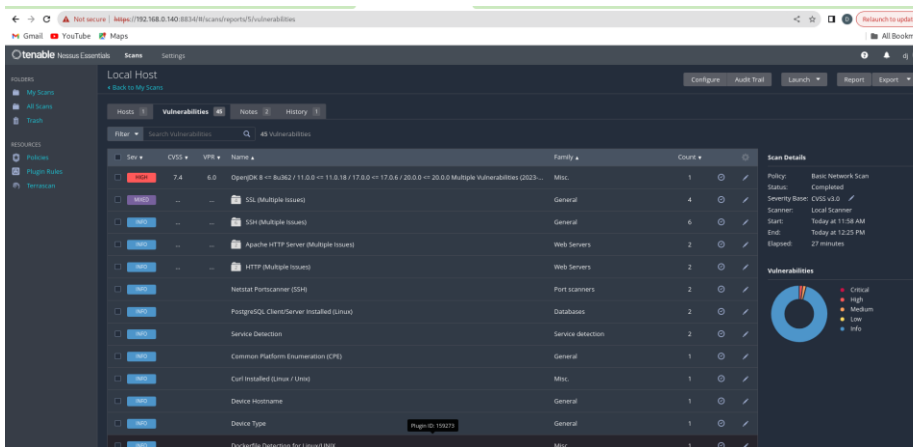 Not secure | https://192.168.0.140:8834/#/scans/reports/5/vulnerabilities
Relaunch to updat
Gmail YouTube Maps
All Bookm
tenable Nessus Essentials Scans Settings
FOLDERS
My Scans
All Scans
Trash
RESOURCES
Policies
Plugin Rules
Terrascan
Local Host
< Back to My Scans
Configure Audit Trail Launch Report Export
Hosts 1 Vulnerabilities 45 Notes 2 History 1
Filter Search Vulnerabilities 45 Vulnerabilities
Sev CVSS VPR Name Family Count
HIGH 7.4 6.0 OpenJDK 8 <= 8u362 / 11.0.0 <= 11.0.18 / 17.0.0 <= 17.0.6 / 20.0.0 <= 20.0.0 Multiple Vulnerabilities (2023-... Misc. 1
MIXED ... ... SSL (Multiple Issues) General 4
INFO ... ... SSH (Multiple Issues) General 6
INFO ... ... Apache HTTP Server (Multiple Issues) Web Servers 2
INFO ... ... HTTP (Multiple Issues) Web Servers 2
INFO Netstat Portscanner (SSH) Port scanners 2
INFO PostgreSQL Client/Server Installed (Linux) Databases 2
INFO Service Detection Service detection 2
INFO Common Platform Enumeration (CPE) General 1
INFO Curl Installed (Linux / Unix) Misc. 1
INFO Device Hostname General 1
INFO Device Type General 1
Plugin ID: 159273
INFO Dockerfile Detection for Linux/UNIX Misc. 1
Scan Details
Policy: Basic Network Scan
Status: Completed
Severity Base: CVSS v3.0
Scanner: Local Scanner
Start: Today at 11:58 AM
End: Today at 12:25 PM
Elapsed: 27 minutes
Vulnerabilities
Critical
High
Medium
Low
Info